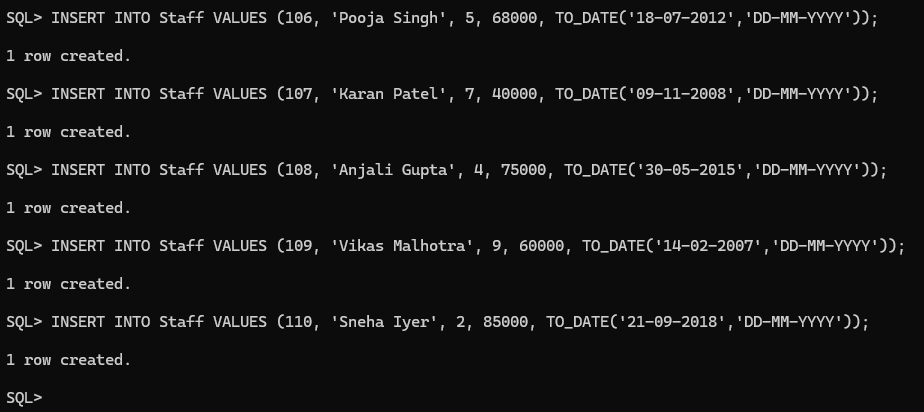 SQL> INSERT INTO Staff VALUES (106, 'Pooja Singh', 5, 68000, TO_DATE('18-07-2012','DD-MM-YYYY'));
1 row created.
SQL> INSERT INTO Staff VALUES (107, 'Karan Patel', 7, 40000, TO_DATE('09-11-2008','DD-MM-YYYY'));
1 row created.
SQL> INSERT INTO Staff VALUES (108, 'Anjali Gupta', 4, 75000, TO_DATE('30-05-2015','DD-MM-YYYY'));
1 row created.
SQL> INSERT INTO Staff VALUES (109, 'Vikas Malhotra', 9, 60000, TO_DATE('14-02-2007','DD-MM-YYYY'));
1 row created.
SQL> INSERT INTO Staff VALUES (110, 'Sneha Iyer', 2, 85000, TO_DATE('21-09-2018','DD-MM-YYYY'));
1 row created.
SQL>